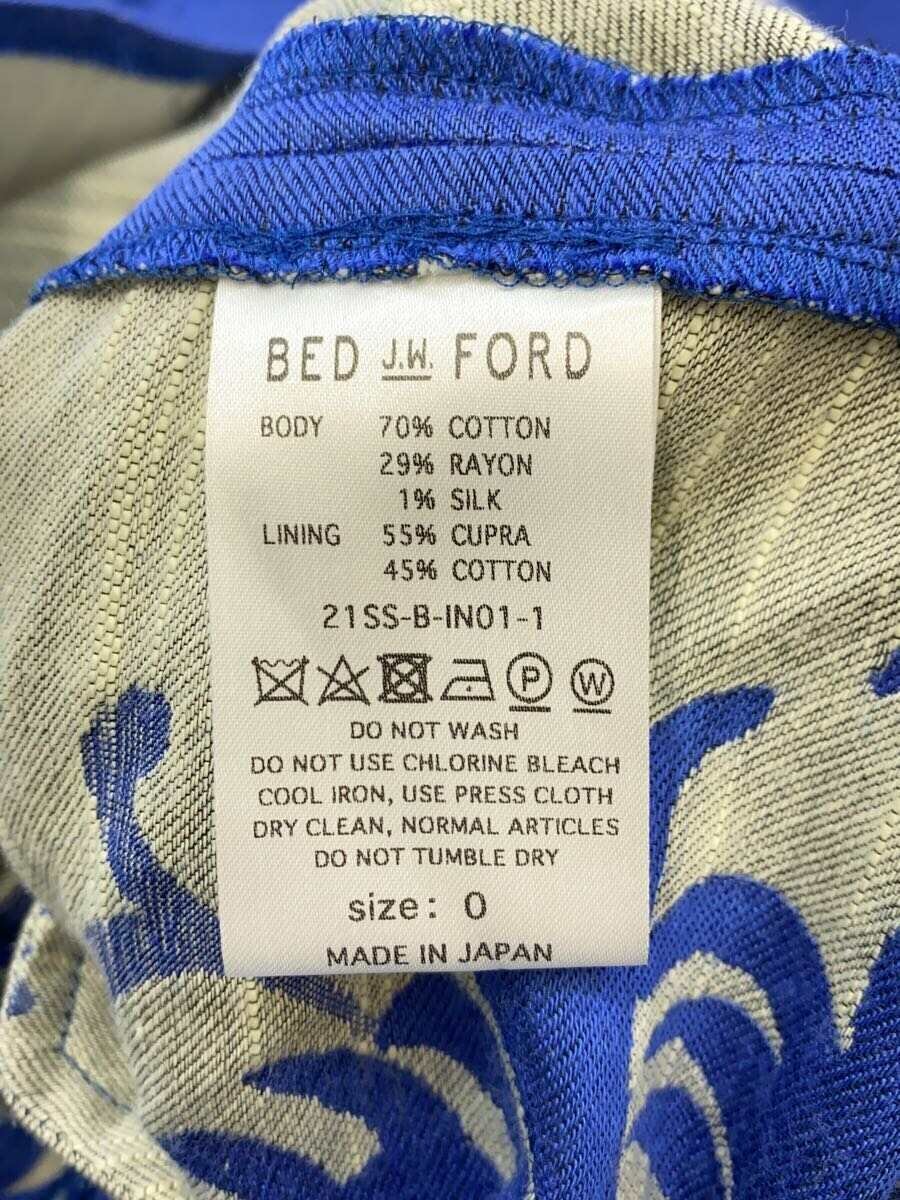 BED J.W. FORD
BODY 70% COTTON
29% RAYON
1% SILK
LINING 55% CUPRA
45% COTTON
21SS-B-IN01-1
P W
DO NOT WASH
DO NOT USE CHLORINE BLEACH
COOL IRON, USE PRESS CLOTH
DRY CLEAN, NORMAL ARTICLES
DO NOT TUMBLE DRY
size: 0
MADE IN JAPAN